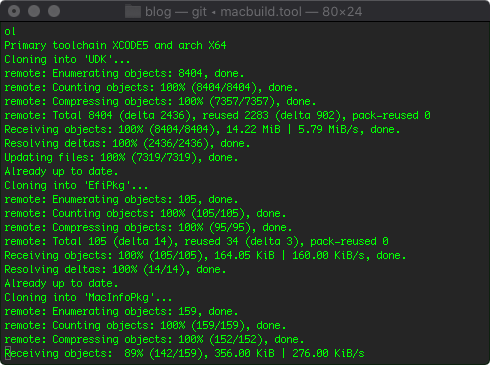 blog — git ◂ macbuild.tool — 80×24
ol
Primary toolchain XCODE5 and arch X64
Cloning into 'UDK'...
remote: Enumerating objects: 8404, done.
remote: Counting objects: 100% (8404/8404), done.
remote: Compressing objects: 100% (7357/7357), done.
remote: Total 8404 (delta 2436), reused 2283 (delta 902), pack-reused 0
Receiving objects: 100% (8404/8404), 14.22 MiB | 5.79 MiB/s, done.
Resolving deltas: 100% (2436/2436), done.
Updating files: 100% (7319/7319), done.
Already up to date.
Cloning into 'EfiPkg'...
remote: Enumerating objects: 105, done.
remote: Counting objects: 100% (105/105), done.
remote: Compressing objects: 100% (95/95), done.
remote: Total 105 (delta 14), reused 34 (delta 3), pack-reused 0
Receiving objects: 100% (105/105), 164.05 KiB | 160.00 KiB/s, done.
Resolving deltas: 100% (14/14), done.
Already up to date.
Cloning into 'MacInfoPkg'...
remote: Enumerating objects: 159, done.
remote: Counting objects: 100% (159/159), done.
remote: Compressing objects: 100% (152/152), done.
Receiving objects:  89% (142/159), 356.00 KiB | 276.00 KiB/s